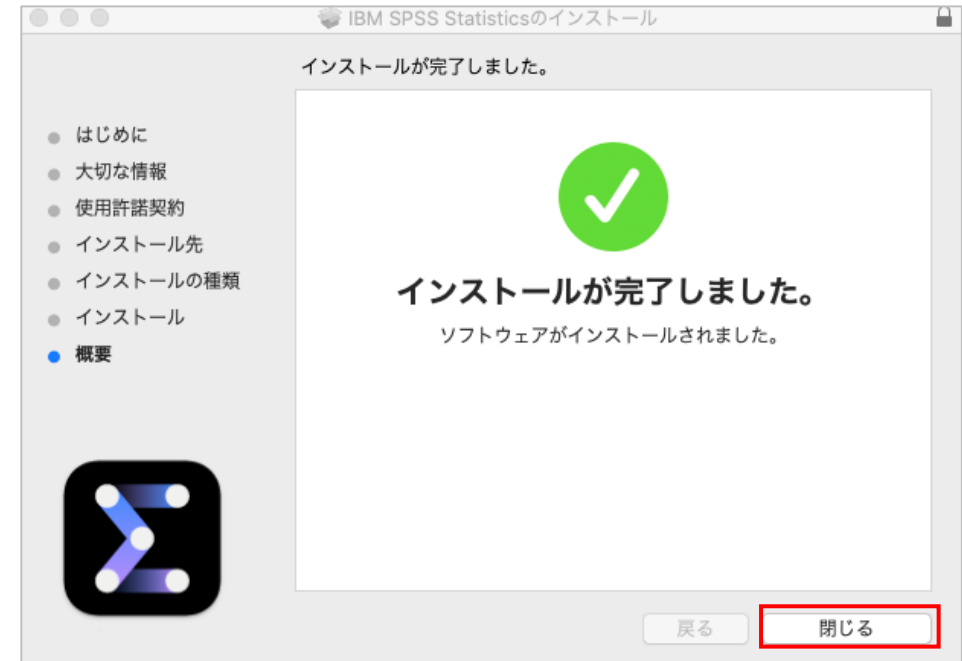 IBM SPSS Statisticsのインストール
インストールが完了しました。
はじめに
大切な情報
使用許諾契約
インストール先
インストールの種類
インストール
概要
インストールが完了しました。
ソフトウェアがインストールされました。
戻る
閉じる